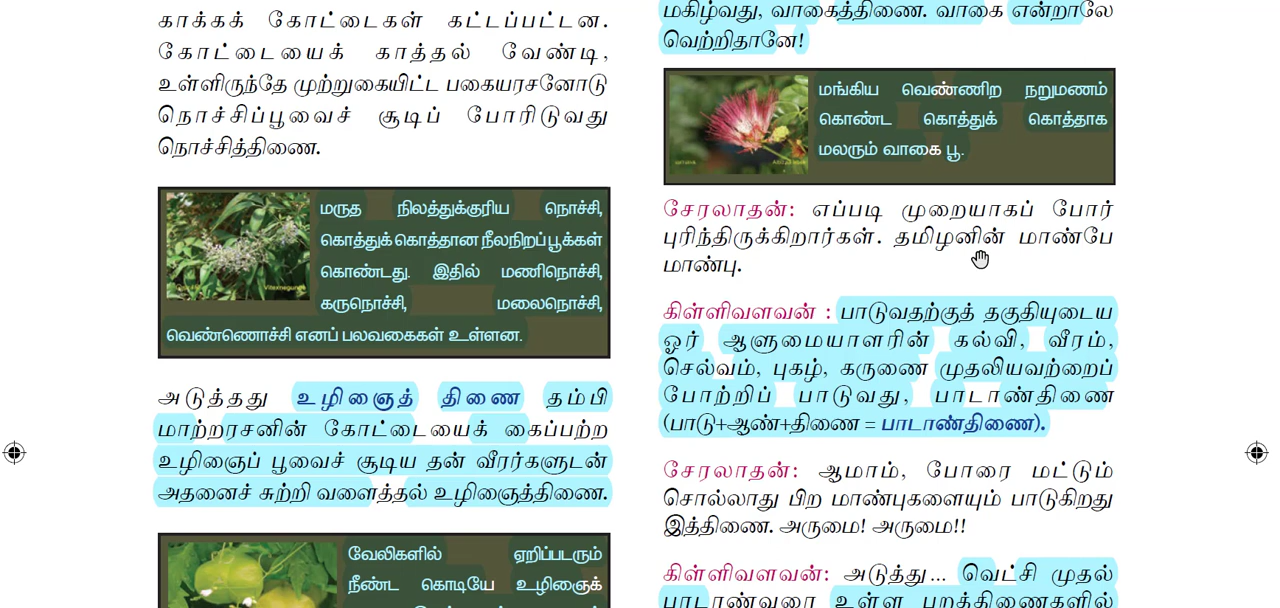 காக்கக் கோட்டைகள் கட்டப்பட்டன.
கோட்டையைக் காத்தல் வேண்டி,
உள்ளிருந்தே முற்றுகையிட்ட பகையரசனோடு
நொச்சிப்பூவைச் சூடிப் போரிடுவது
நொச்சித்திணை.
மருத நிலத்துக்குரிய நொச்சி,
கொத்துக் கொத்தான நீலநிறப் பூக்கள்
கொண்டது. இதில் மணிநொச்சி,
கருநொச்சி, மலைநொச்சி,
வெண்ணொச்சி எனப் பலவகைகள் உள்ளன.
அடுத்தது உழிஞைத் திணை தம்பி
மாற்றரசனின் கோட்டையைக் கைப்பற்ற
உழிஞைப் பூவைச் சூடிய தன் வீரர்களுடன்
அதனைச் சுற்றி வளைத்தல் உழிஞைத்திணை.
வேலிகளில் ஏறிப்படரும்
நீண்ட கொடியே உழிஞைக்
மகிழ்வது, வாகைத்திணை. வாகை என்றாலே
வெற்றிதானே!
மங்கிய வெண்ணிற நறுமணம்
கொண்ட கொத்துக் கொத்தாக
மலரும் வாகை பூ.
சேரலாதன்: எப்படி முறையாகப் போர்
புரிந்திருக்கிறார்கள். தமிழனின் மாண்பே
மாண்பு.
கிள்ளிவளவன் : பாடுவதற்குத் தகுதியுடைய
ஓர் ஆளுமையாளரின் கல்வி, வீரம்,
செல்வம், புகழ், கருணை முதலியவற்றைப்
போற்றிப் பாடுவது, பாடாண்திணை
(பாடு+ஆண்+திணை = பாடாண்திணை).
சேரலாதன்: ஆமாம், போரை மட்டும்
சொல்லாது பிற மாண்புகளையும் பாடுகிறது
இத்திணை. அருமை! அருமை!!
கிள்ளிவளவன்: அடுத்து... வெட்சி முதல்
பாடாண்வரை உள்ள புறத்திணைகளில்